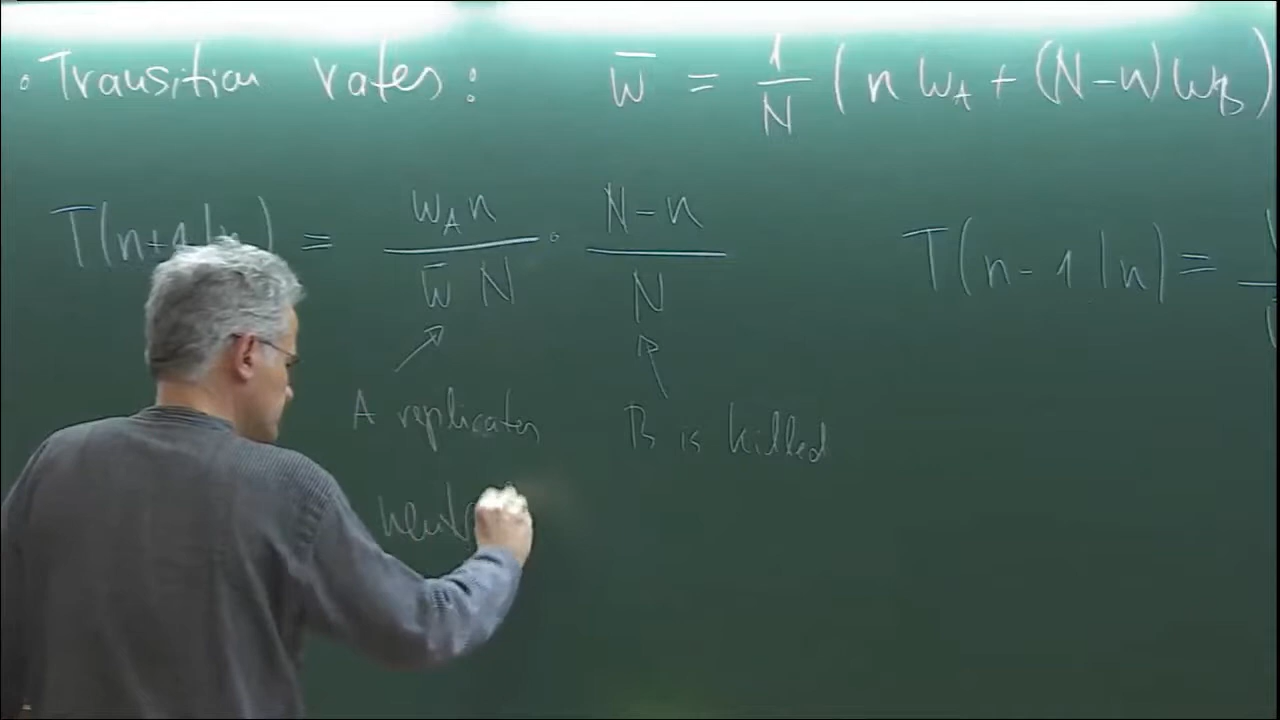 • Transition rates: w̄ = 1/N (n w_A + (N-n) w_B)
T(n+1|n) = w_A n / w̄ N · N-n / N
T(n-1|n) =
A replicates
B is killed